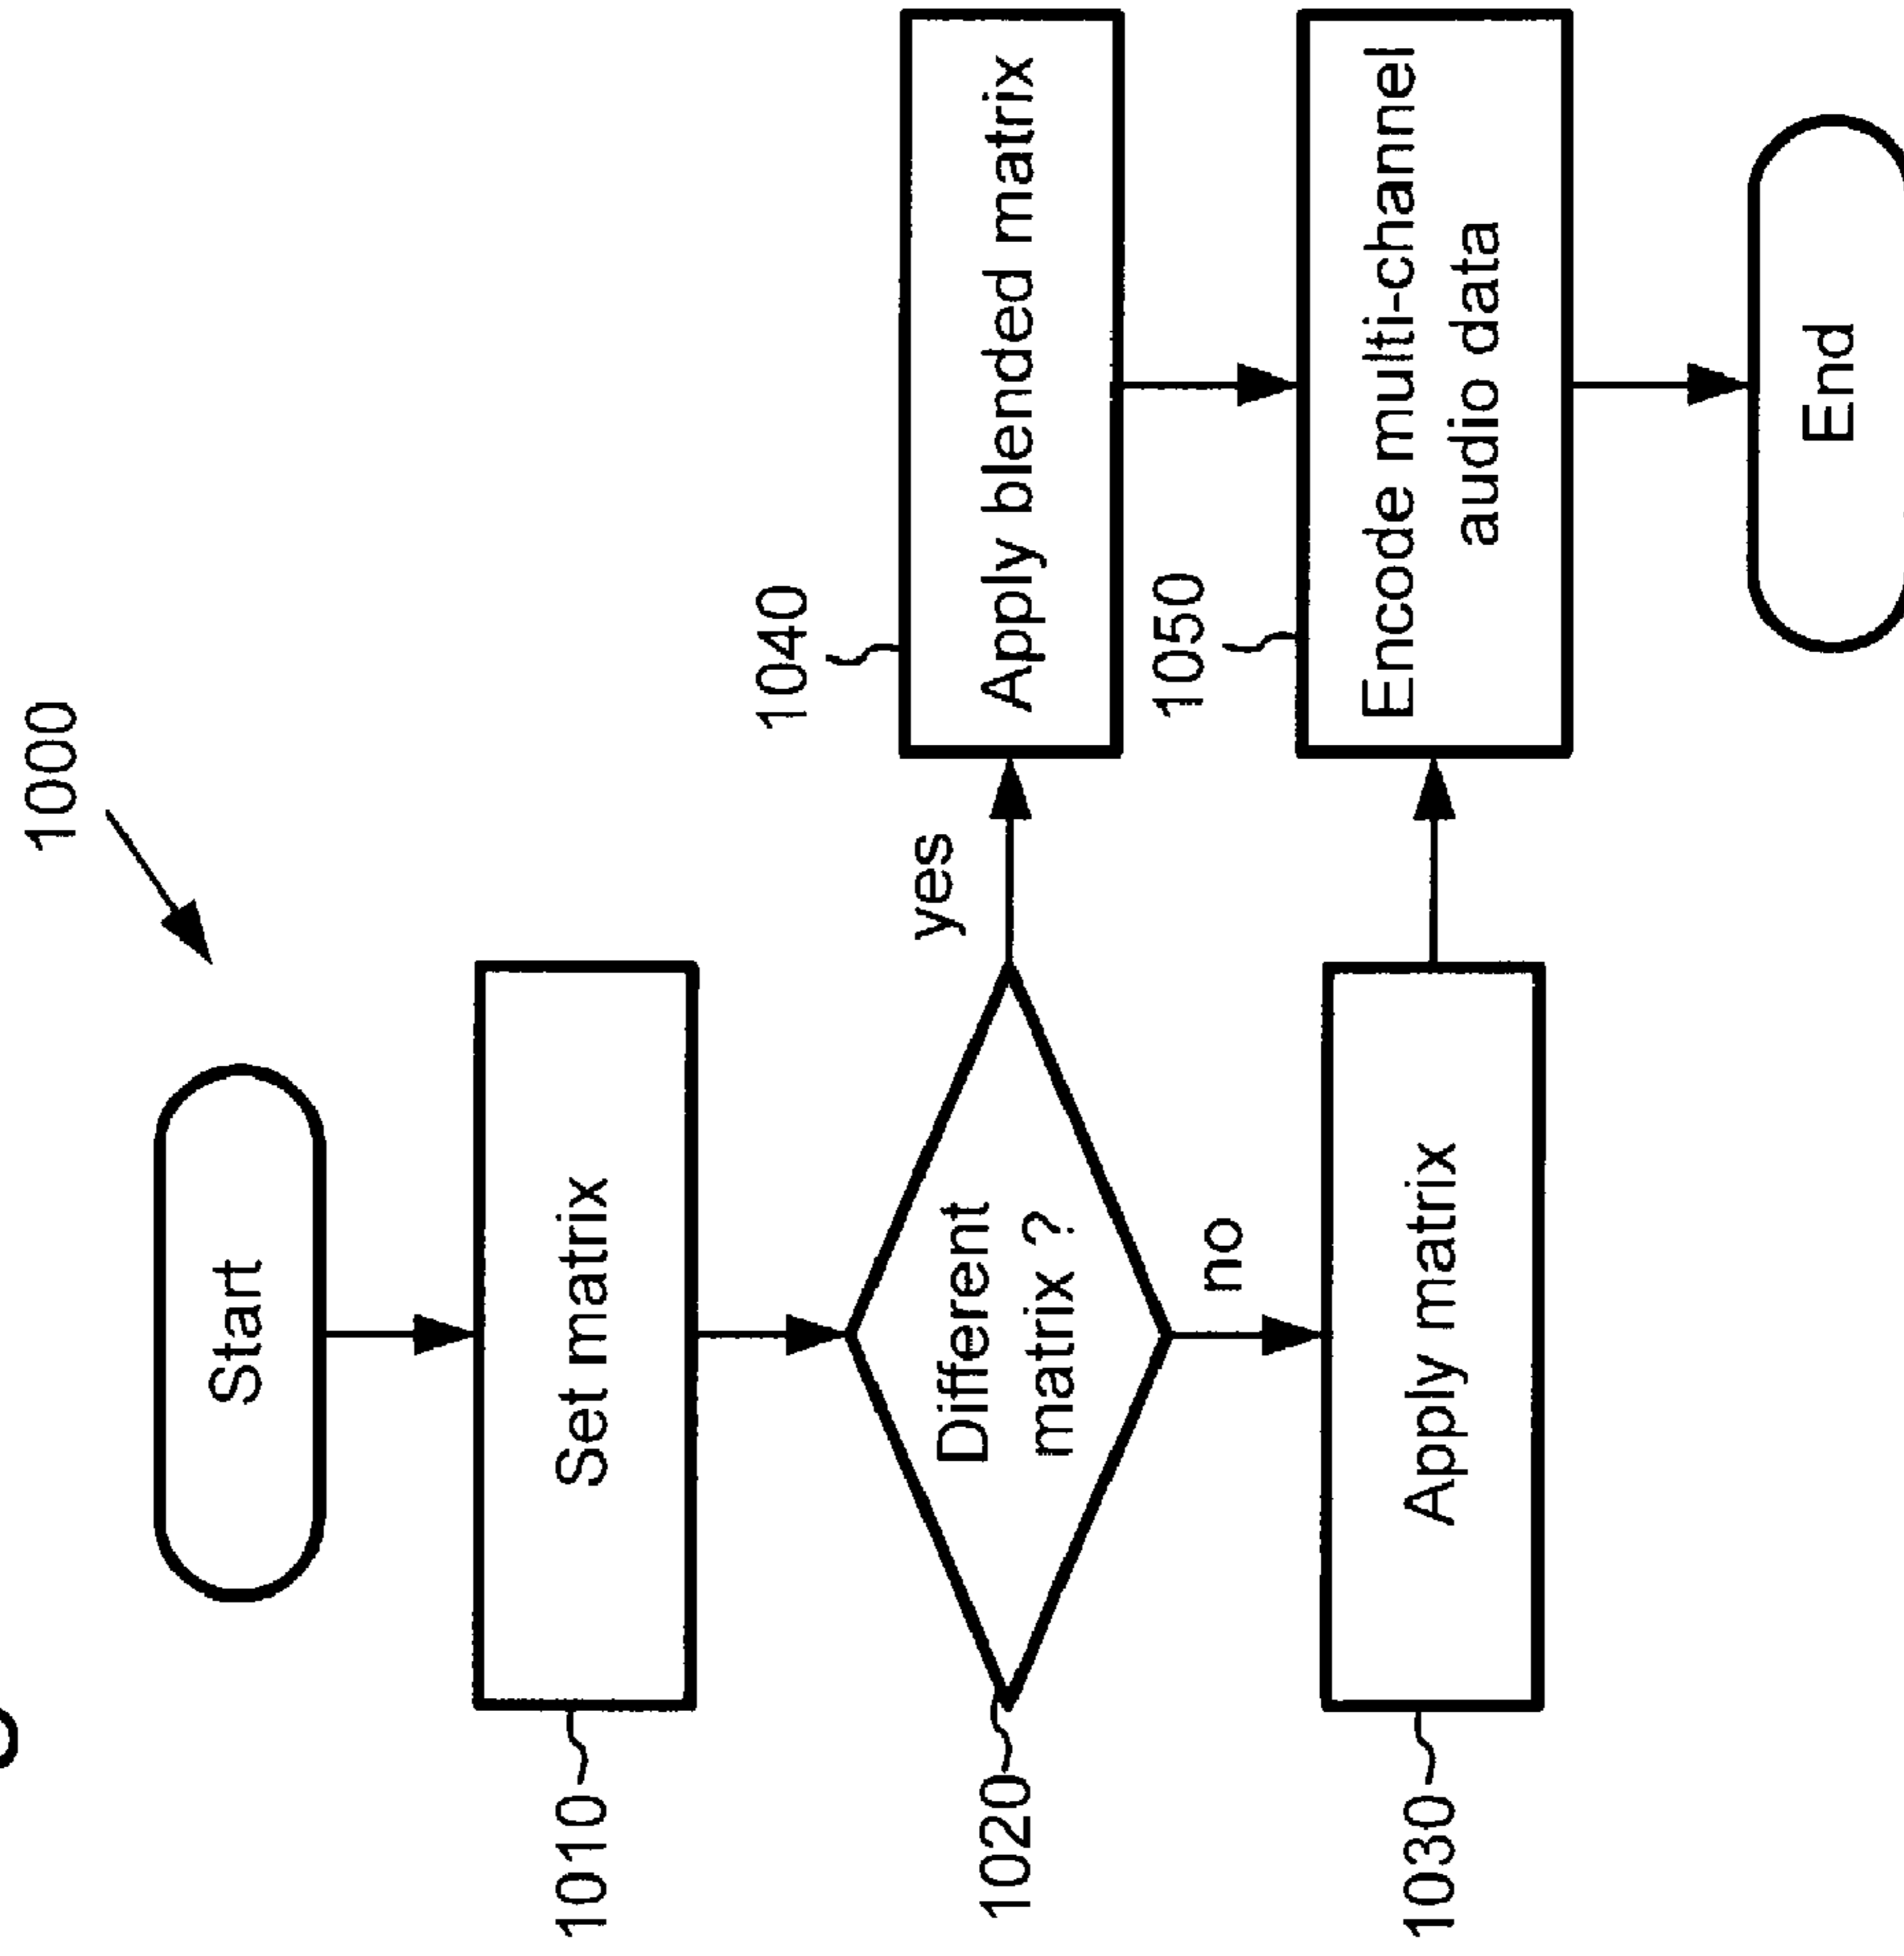 1000
Start
1010
Set matrix
1020
Different
matrix ?
yes
no
1030
Apply matrix
1040
Apply blended matrix
1050
Encode multi-channel
audio data
End